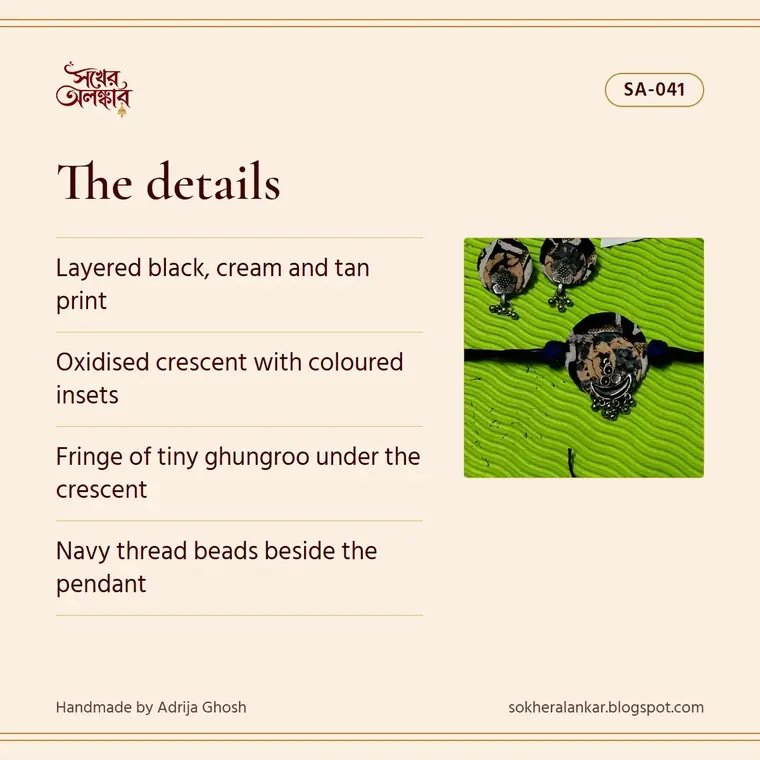 সখের
অলঙ্কার
SA-041
The details
Layered black, cream and tan
print
Oxidised crescent with coloured
insets
Fringe of tiny ghungroo under the
crescent
Navy thread beads beside the
pendant
Handmade by Adrija Ghosh
sokheralankar.blogspot.com